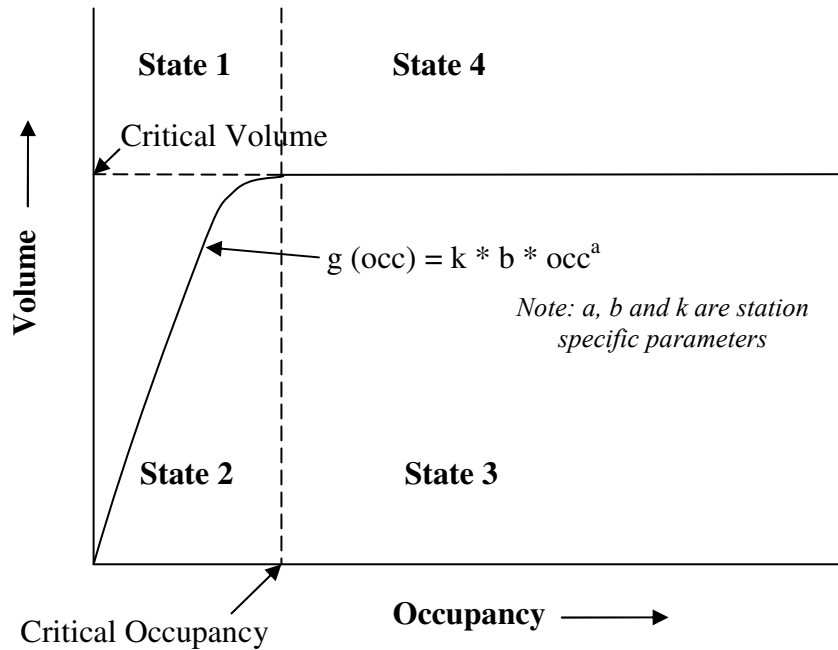 State 1
State 4
Critical Volume
Volume
g (occ) = k * b * occᵃ
Note: a, b and k are station
specific parameters
State 2
State 3
Occupancy
Critical Occupancy